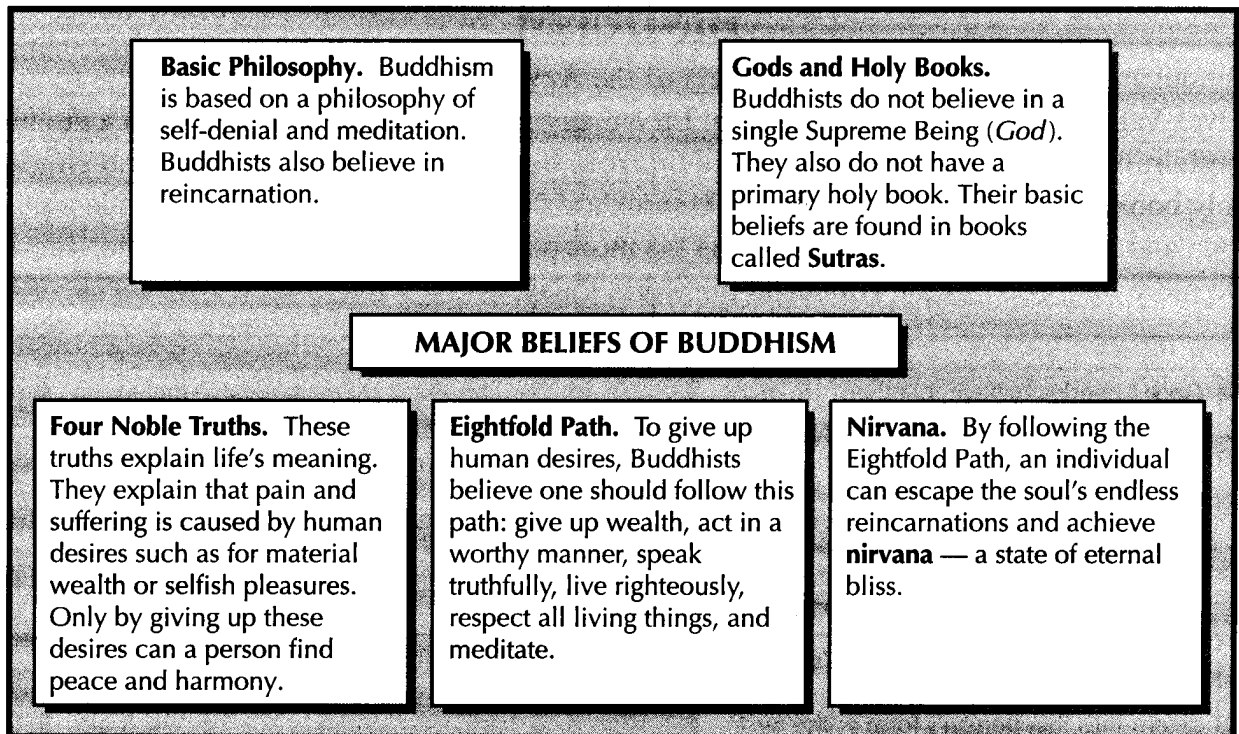 Basic Philosophy. Buddhism
is based on a philosophy of
self-denial and meditation.
Buddhists also believe in
reincarnation.
Gods and Holy Books.
Buddhists do not believe in a
single Supreme Being (God).
They also do not have a
primary holy book. Their basic
beliefs are found in books
called Sutras.
MAJOR BELIEFS OF BUDDHISM
Four Noble Truths. These
truths explain life's meaning.
They explain that pain and
suffering is caused by human
desires such as for material
wealth or selfish pleasures.
Only by giving up these
desires can a person find
peace and harmony.
Eightfold Path. To give up
human desires, Buddhists
believe one should follow this
path: give up wealth, act in a
worthy manner, speak
truthfully, live righteously,
respect all living things, and
meditate.
Nirvana. By following the
Eightfold Path, an individual
can escape the soul's endless
reincarnations and achieve
nirvana — a state of eternal
bliss.